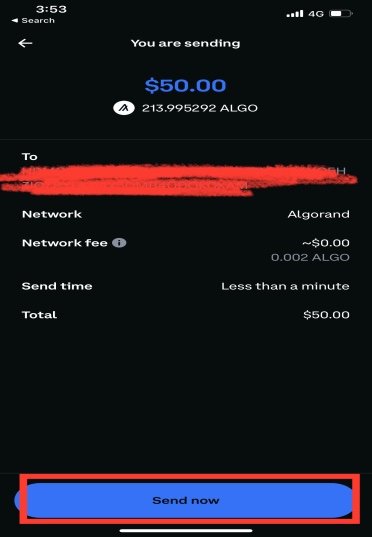 3:53
4G
◄ Search
You are sending
$50.00
213.995292 ALGO
To
Network
Algorand
Network fee
~$0.00
0.002 ALGO
Send time
Less than a minute
Total
$50.00
Send now